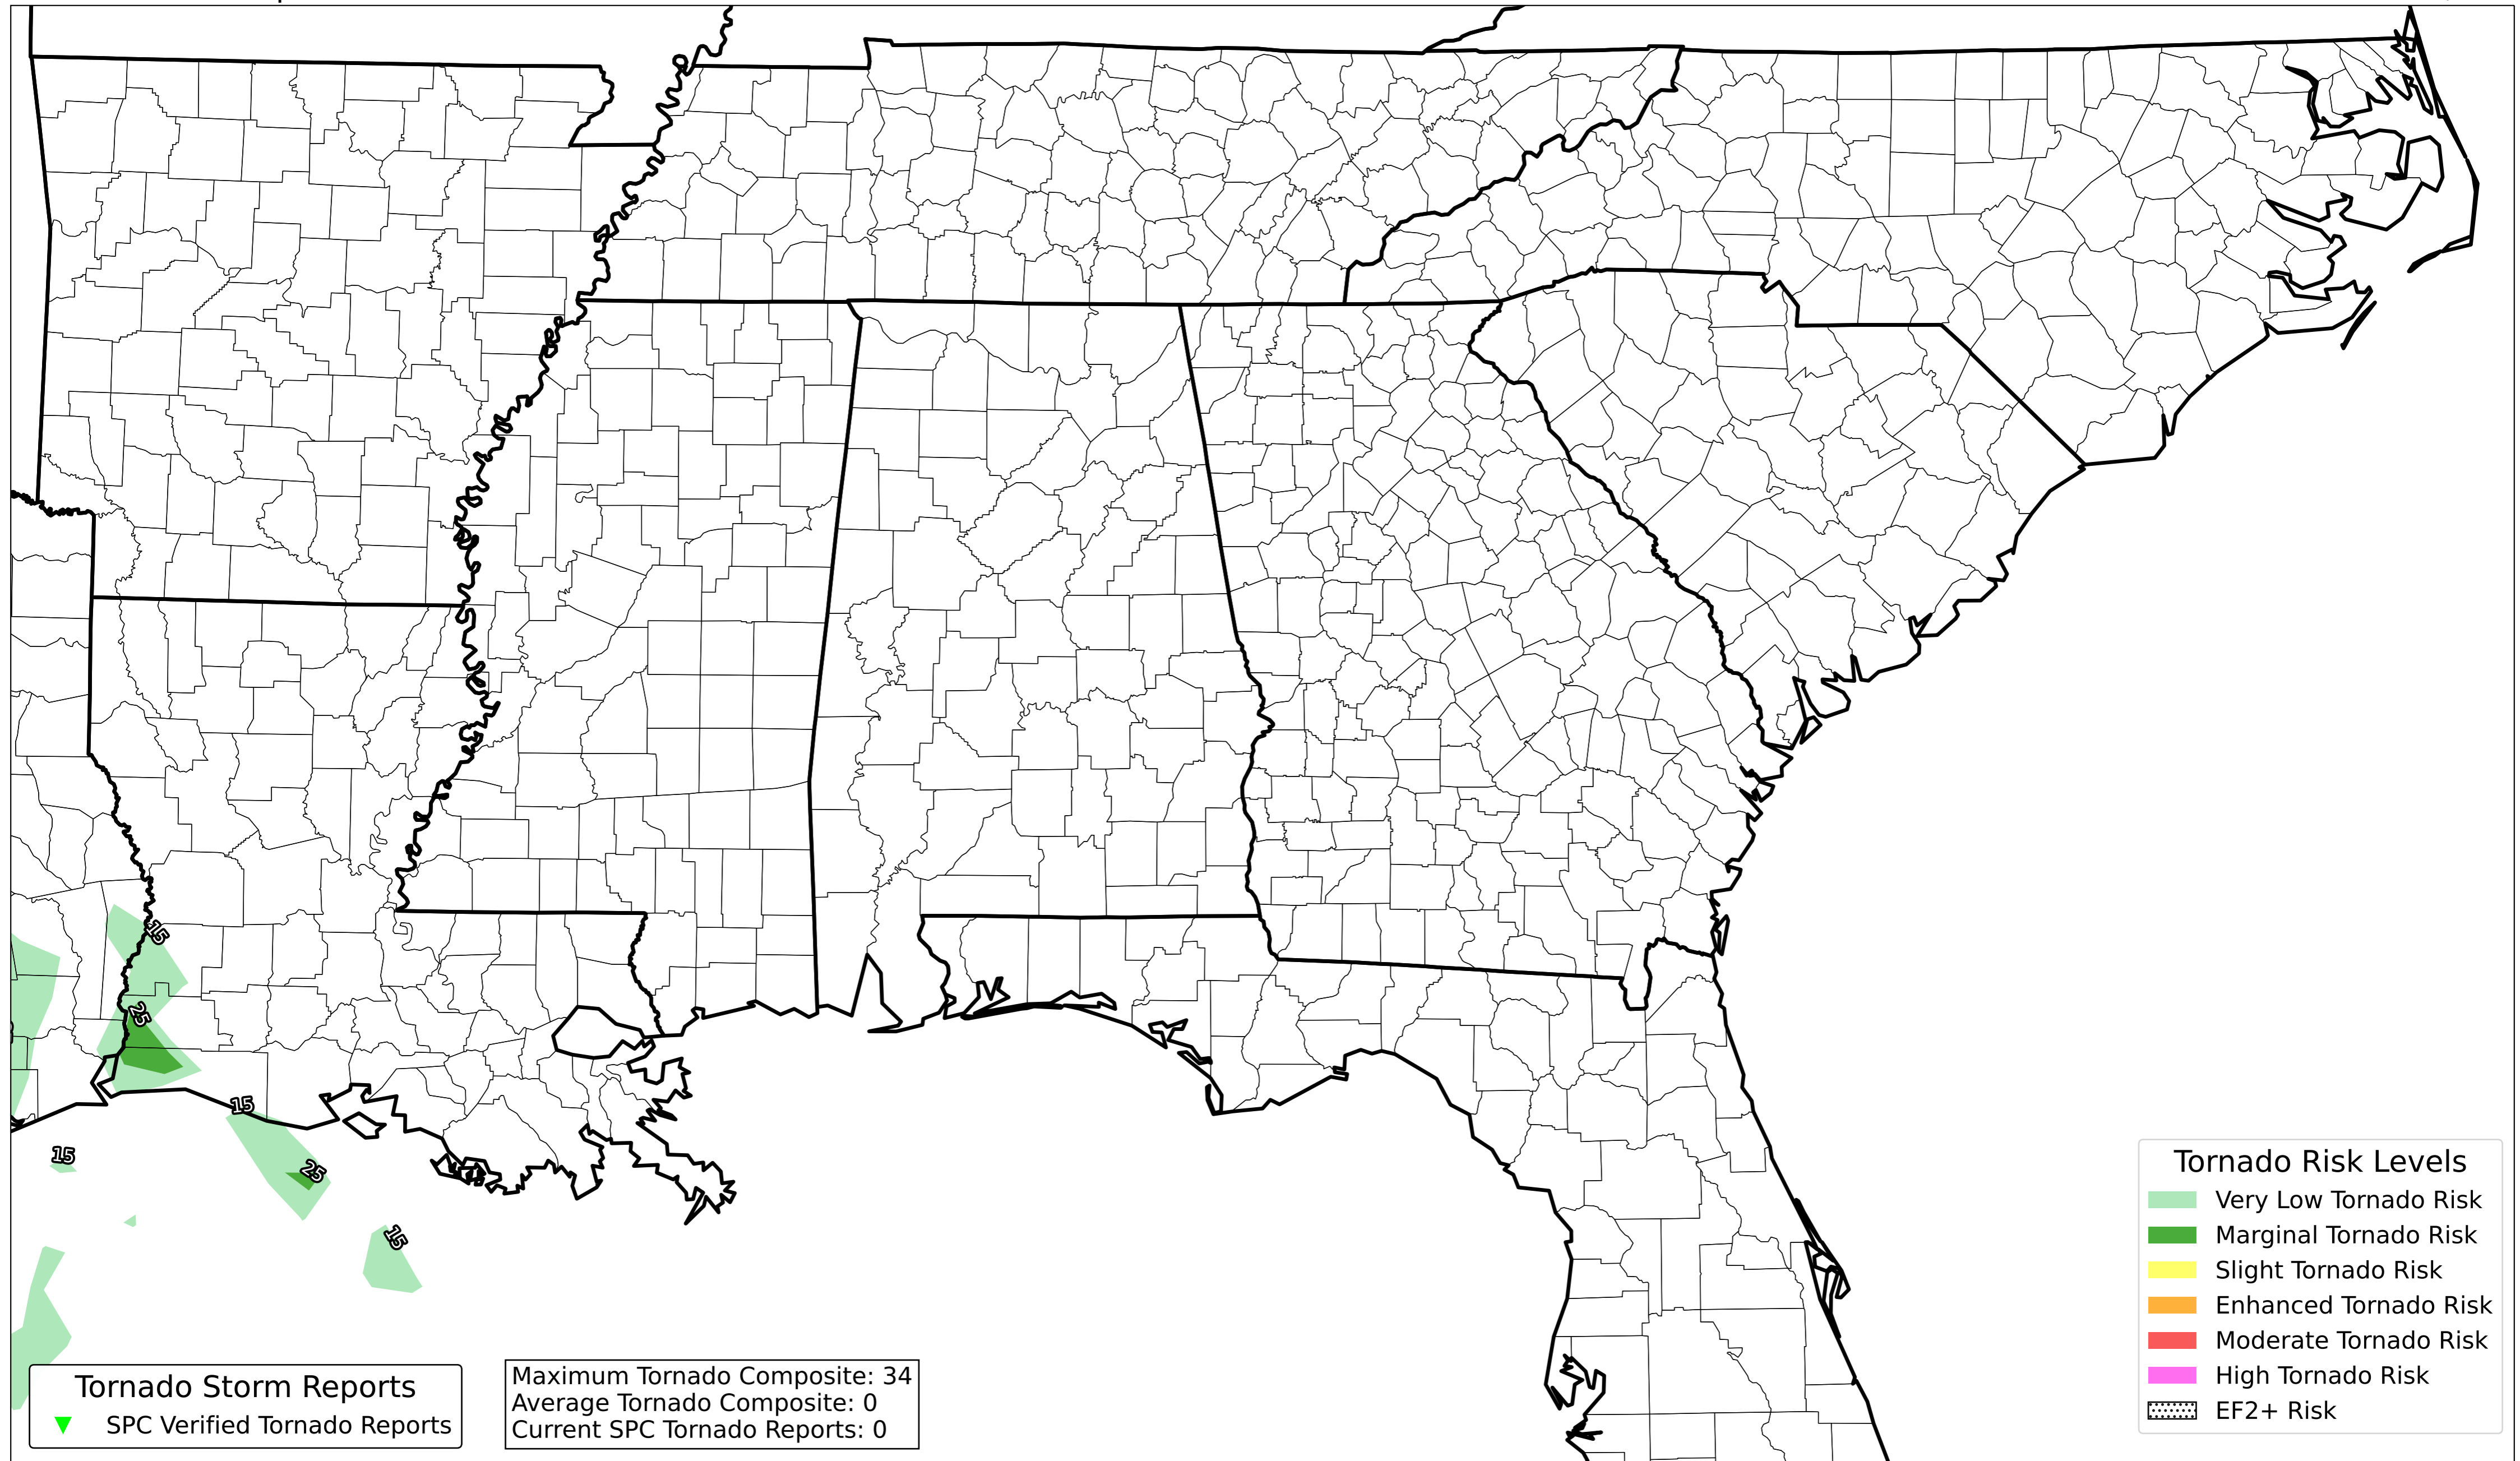 15
25
15
15
25
15
Tornado Risk Levels
Very Low Tornado Risk
Marginal Tornado Risk
Slight Tornado Risk
Enhanced Tornado Risk
Moderate Tornado Risk
High Tornado Risk
EF2+ Risk
Tornado Storm Reports
SPC Verified Tornado Reports
Maximum Tornado Composite: 34
Average Tornado Composite: 0
Current SPC Tornado Reports: 0